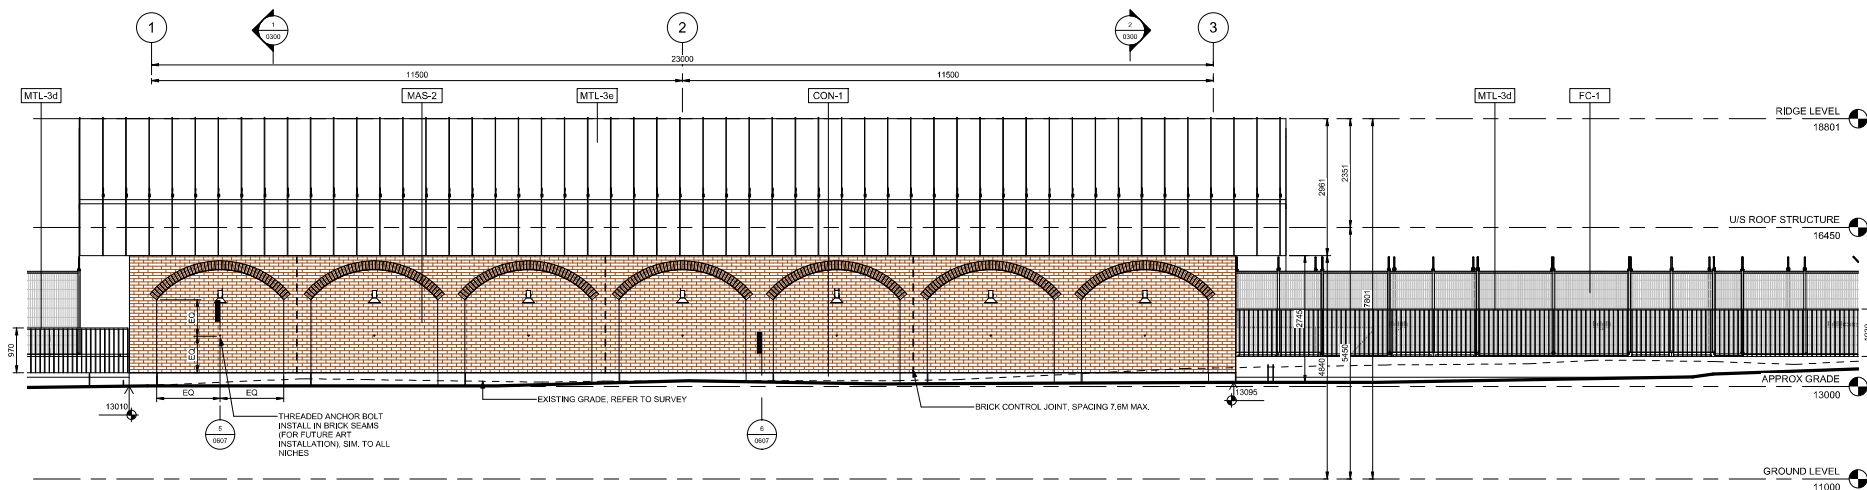 1
1
0300
2
2
0300
3
23000
11500
11500
MTL-3d
MAS-2
MTL-3e
CON-1
MTL-3d
FC-1
RIDGE LEVEL
18801
2961
2351
U/S ROOF STRUCTURE
16450
7801
2745
5450
4840
970
EQ
EQ
EQ
EQ
APPROX GRADE
13000
13010
13095
EXISTING GRADE, REFER TO SURVEY
BRICK CONTROL JOINT, SPACING 7.6M MAX.
THREADED ANCHOR BOLT
INSTALL IN BRICK SEAMS
(FOR FUTURE ART
INSTALLATION), SIM. TO ALL
NICHES
5
0607
6
0607
GROUND LEVEL
11000